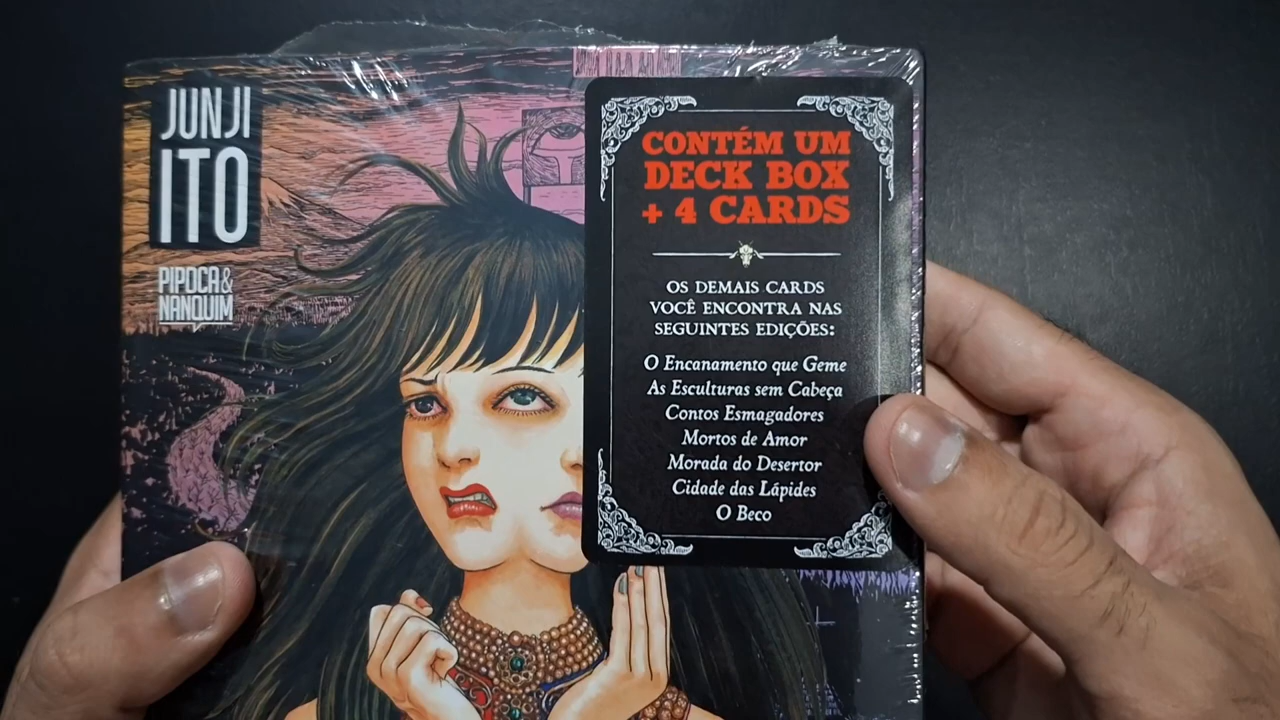 JUNJI
ITO
PIPOCA &
NANQUIM
CONTÉM UM
DECK BOX
+ 4 CARDS
OS DEMAIS CARDS
VOCÊ ENCONTRA NAS
SEGUINTES EDIÇÕES:
O Encanamento que Geme
As Esculturas sem Cabeça
Contos Esmagadores
Mortos de Amor
Morada do Desertor
Cidade das Lápides
O Beco